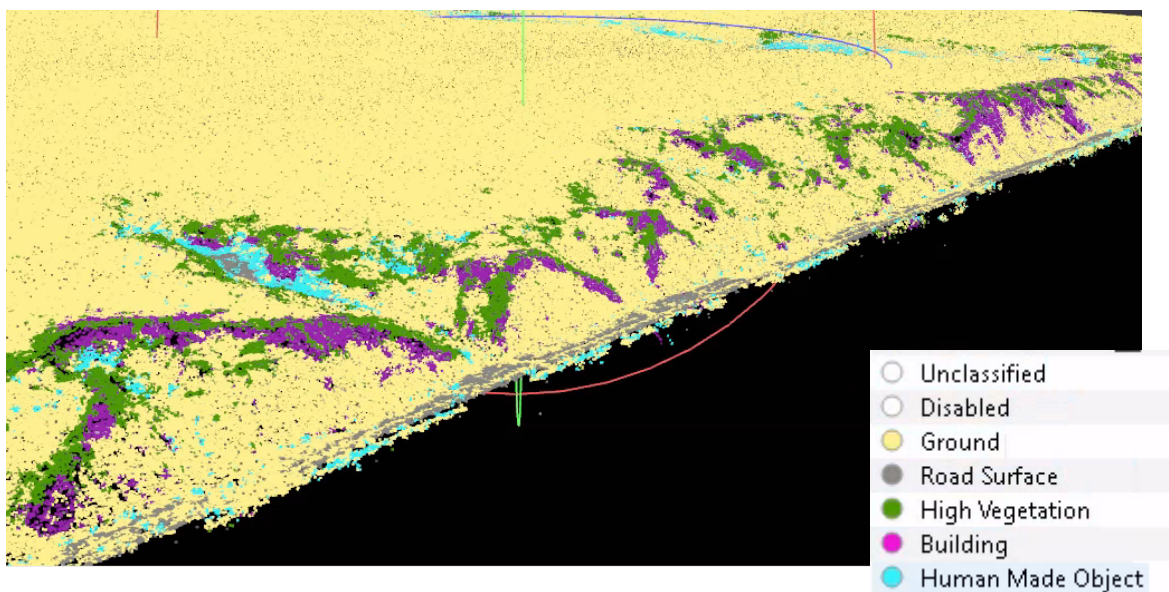 Unclassified
Disabled
Ground
Road Surface
High Vegetation
Building
Human Made Object